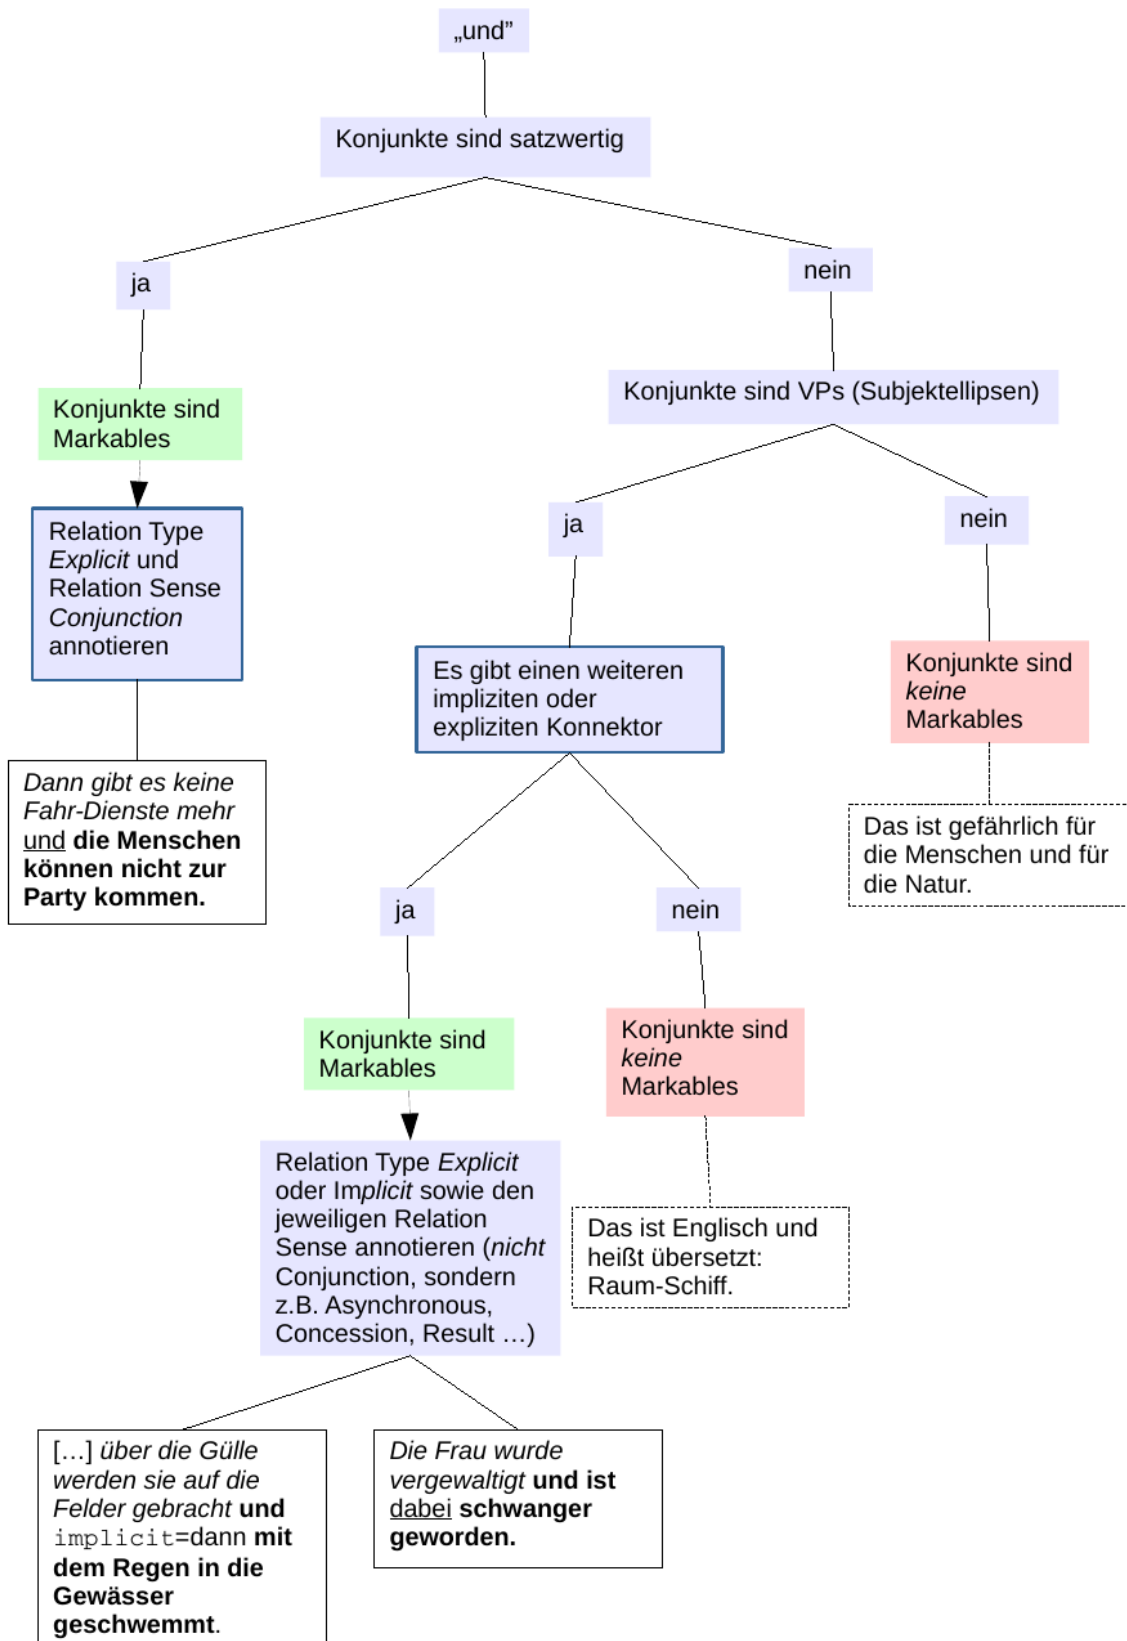 „und”
Konjunkte sind satzwertig
ja
nein
Konjunkte sind
Markables
Konjunkte sind VPs (Subjektellipsen)
Relation Type
Explicit und
Relation Sense
Conjunction
annotieren
ja
nein
Es gibt einen weiteren
impliziten oder
expliziten Konnektor
Konjunkte sind
keine
Markables
Dann gibt es keine
Fahr-Dienste mehr
und die Menschen
können nicht zur
Party kommen.
Das ist gefährlich für
die Menschen und für
die Natur.
ja
nein
Konjunkte sind
Markables
Konjunkte sind
keine
Markables
Relation Type Explicit
oder Implicit sowie den
jeweiligen Relation
Sense annotieren (nicht
Conjunction, sondern
z.B. Asynchronous,
Concession, Result …)
Das ist Englisch und
heißt übersetzt:
Raum-Schiff.
[…] über die Gülle
werden sie auf die
Felder gebracht und
implicit=dann mit
dem Regen in die
Gewässer
geschwemmt.
Die Frau wurde
vergewaltigt und ist
dabei schwanger
geworden.